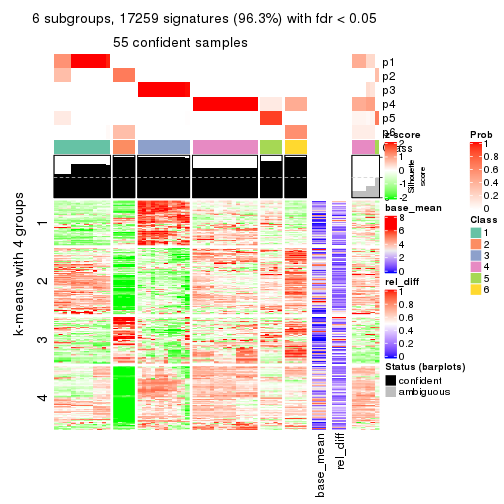 6 subgroups, 17259 signatures (96.3%) with fdr < 0.05
55 confident samples
p1
p2
p3
p4
p5
p6
Class
z-score
2
1
0
-1
-2
Silhouette
score
1
0.5
0
Prob
1
0.8
0.6
0.4
0.2
0
base_mean
8
6
4
2
0
Class
1
2
3
4
5
6
rel_diff
1
0.8
0.6
0.4
0.2
0
Status (barplots)
confident
ambiguous
k-means with 4 groups
1
2
3
4
base_mean
rel_diff